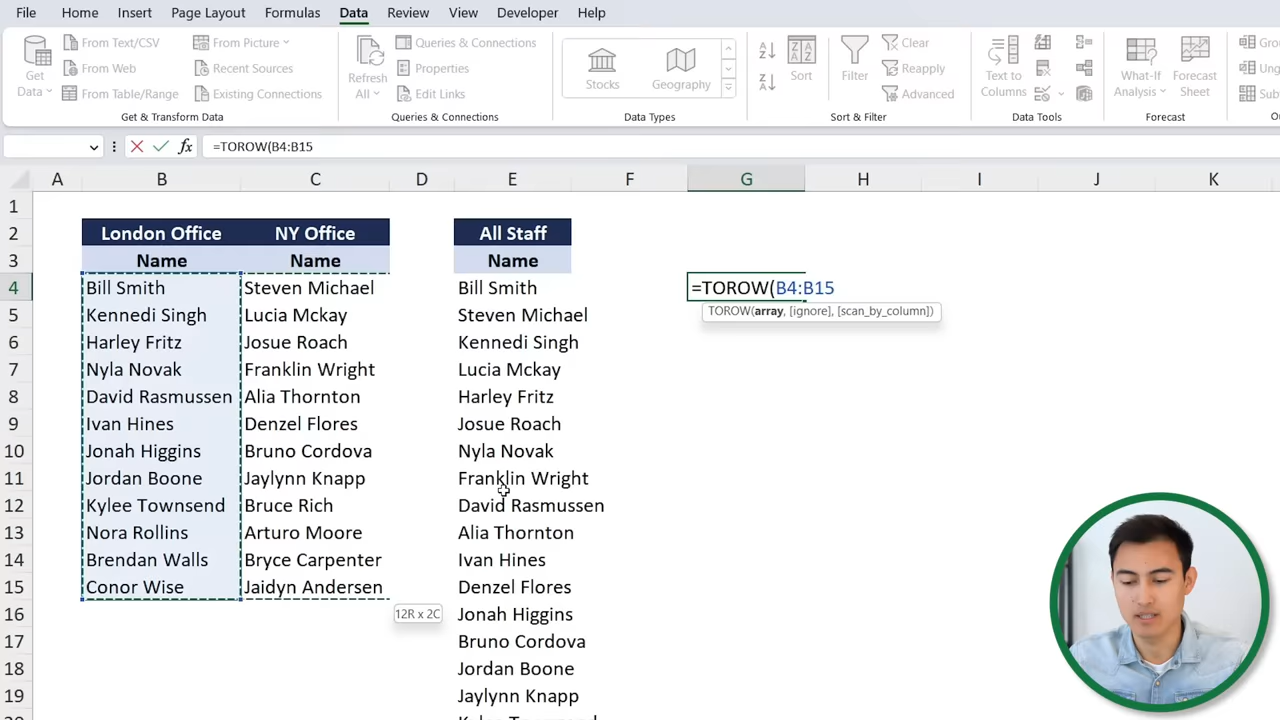 File Home Insert Page Layout Formulas Data Review View Developer Help
Get Data
From Text/CSV
From Web
From Table/Range
From Picture
Recent Sources
Existing Connections
Get & Transform Data
Refresh All
Queries & Connections
Properties
Edit Links
Queries & Connections
Stocks
Geography
Data Types
Sort
Sort & Filter
Filter
Clear
Reapply
Advanced
Text to Columns
Data Tools
What-If Analysis
Forecast Sheet
Forecast
fx =TOROW(B4:B15
A B C D E F G H I J K
1
2 London Office NY Office All Staff
3 Name Name Name
4 Bill Smith Steven Michael Bill Smith =TOROW(B4:B15
TOROW(array, [ignore], [scan_by_column])
5 Kennedi Singh Lucia Mckay Steven Michael
6 Harley Fritz Josue Roach Kennedi Singh
7 Nyla Novak Franklin Wright Lucia Mckay
8 David Rasmussen Alia Thornton Harley Fritz
9 Ivan Hines Denzel Flores Josue Roach
10 Jonah Higgins Bruno Cordova Nyla Novak
11 Jordan Boone Jaylynn Knapp Franklin Wright
12 Kylee Townsend Bruce Rich David Rasmussen
13 Nora Rollins Arturo Moore Alia Thornton
14 Brendan Walls Bryce Carpenter Ivan Hines
15 Conor Wise Jaidyn Andersen Denzel Flores
12R x 2C
16 Jonah Higgins
17 Bruno Cordova
18 Jordan Boone
19 Jaylynn Knapp